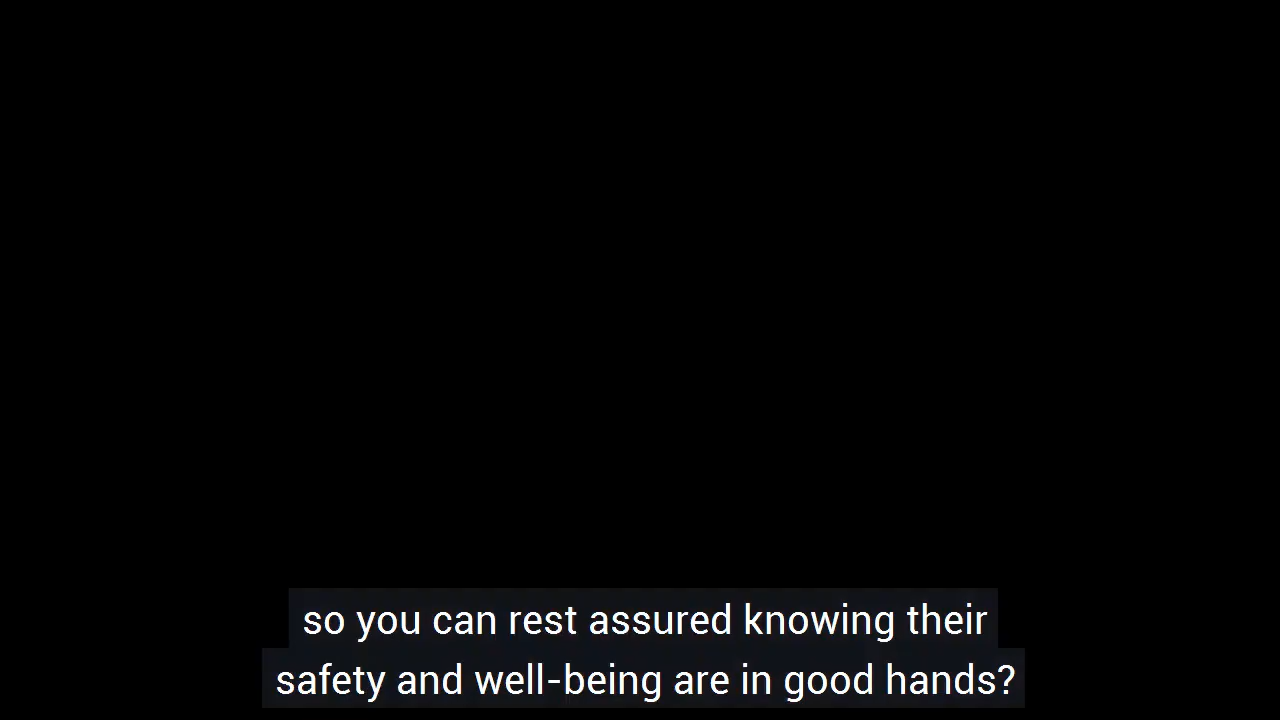 so you can rest assured knowing their
safety and well-being are in good hands?